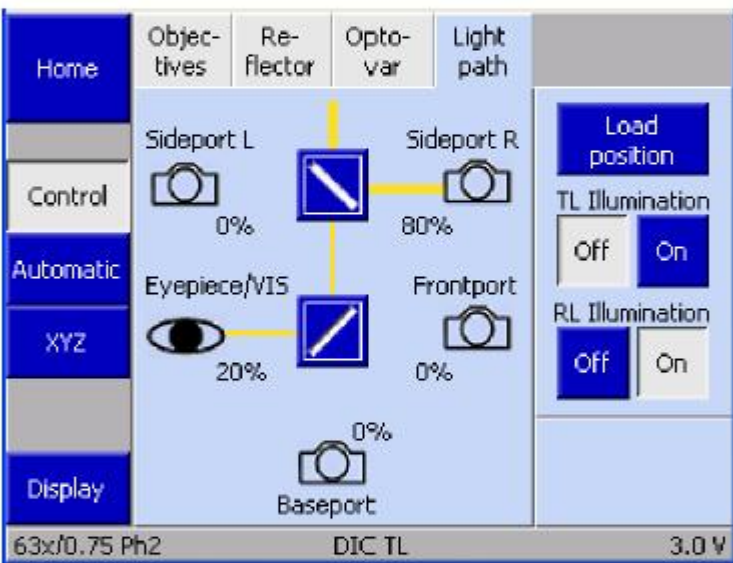 Home
Objec-
tives
Re-
flector
Opto-
var
Light
path
Control
Automatic
XYZ
Display
Sideport L
0%
Sideport R
80%
Eyepiece/VIS
20%
Frontport
0%
0%
Baseport
Load
position
TL Illumination
Off On
RL Illumination
Off On
63x/0.75 Ph2 DIC TL 3.0 V